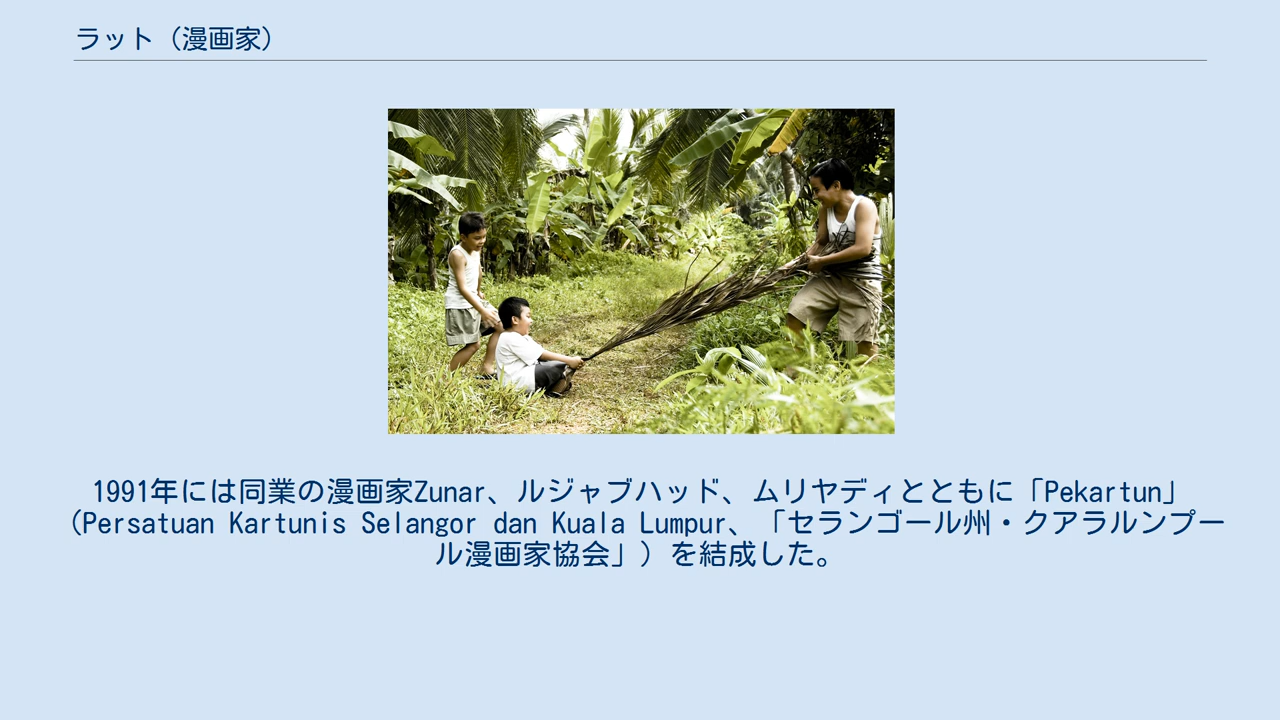 ラット（漫画家）
1991年には同業の漫画家Zunar、ルジャブハッド、ムリヤディとともに「Pekartun」
（Persatuan Kartunis Selangor dan Kuala Lumpur、「セランゴール州・クアラルンプー
ル漫画家協会」）を結成した。